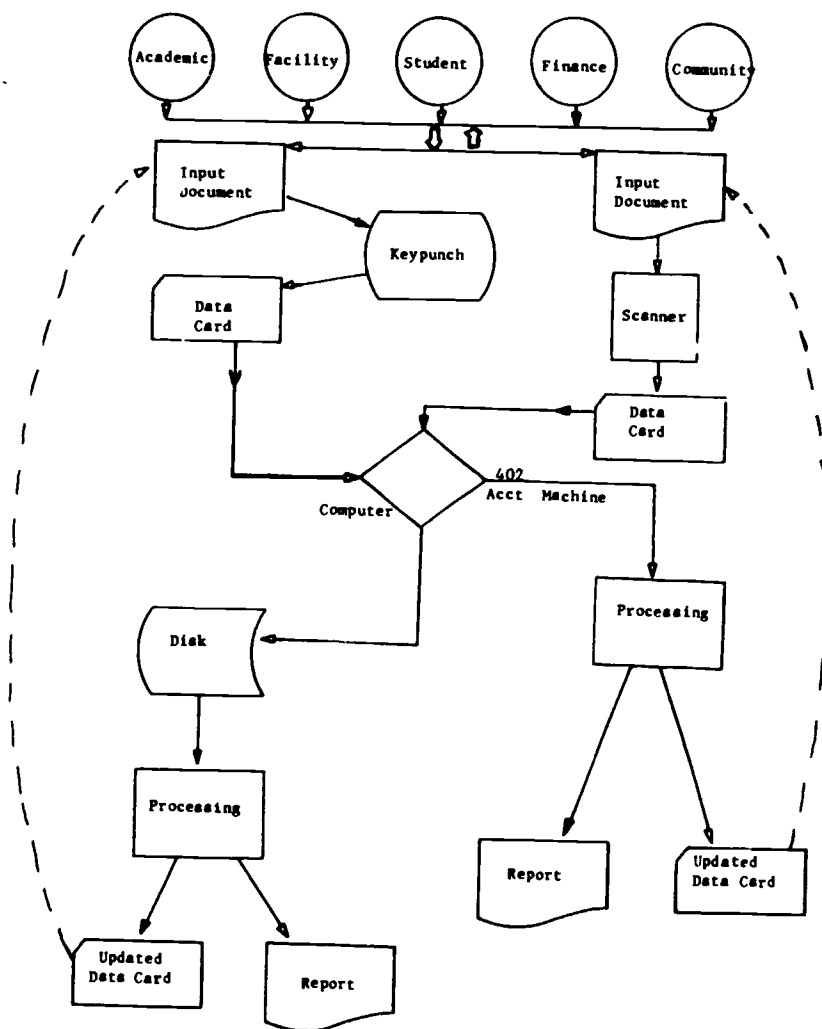 Academic
Facility
Student
Finance
Community
Input
Document
Input
Document
Keypunch
Data
Card
Scanner
Data
Card
402
Acct Machine
Computer
Processing
Disk
Processing
Report
Updated
Data Card
Updated
Data Card
Report